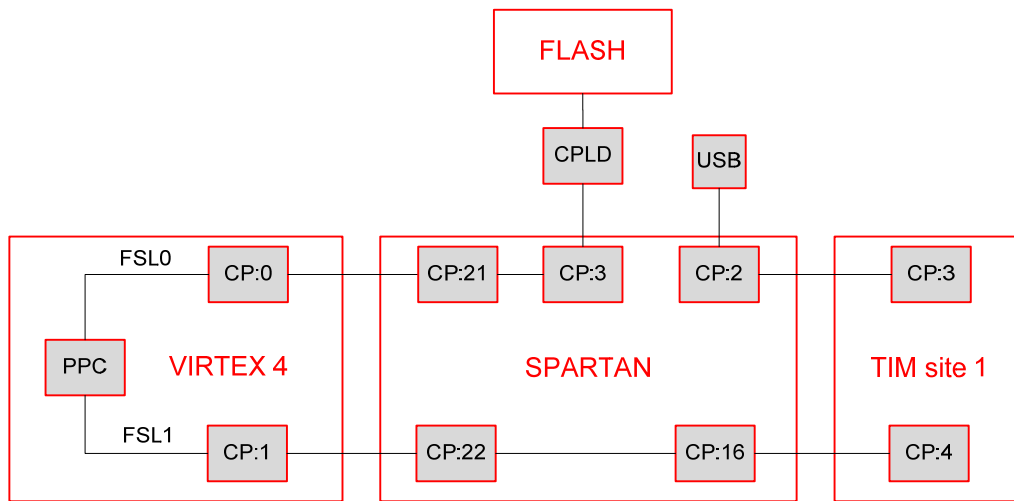 FLASH
CPLD
USB
FSL0
CP:0
CP:21
CP:3
CP:2
CP:3
PPC
VIRTEX 4
SPARTAN
TIM site 1
FSL1
CP:1
CP:22
CP:16
CP:4